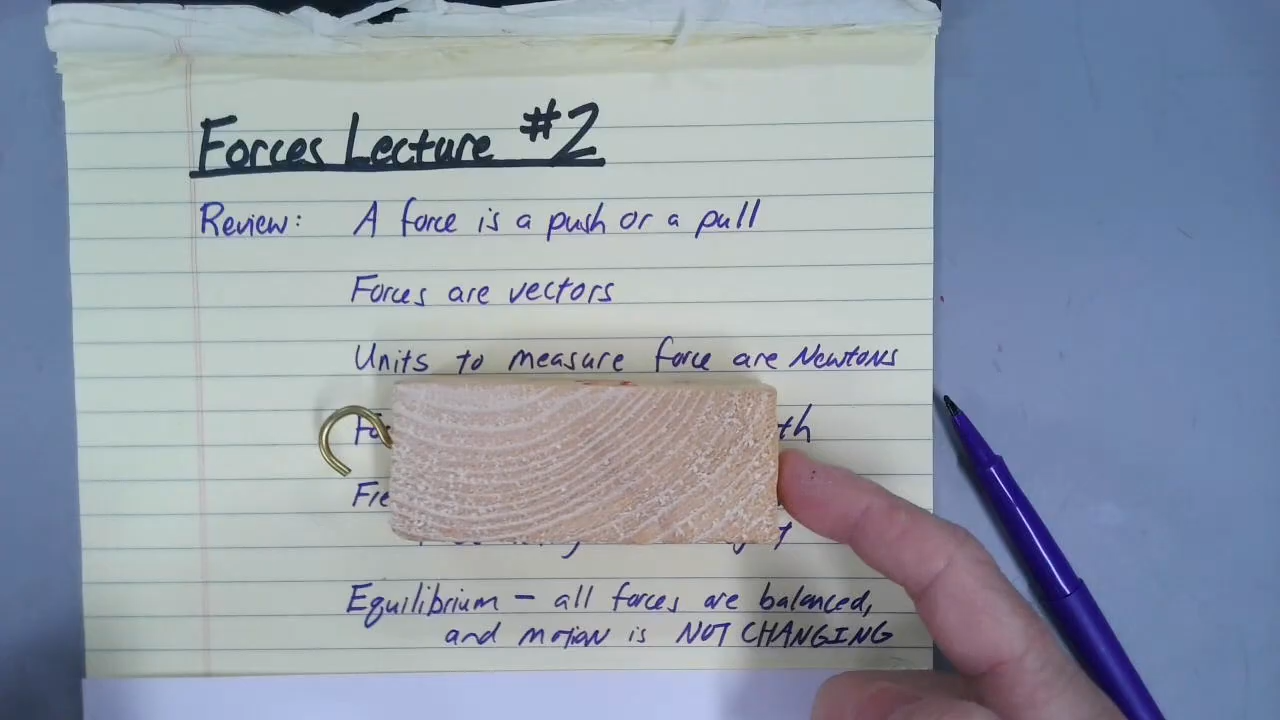 Forces Lecture #2
Review: A force is a push or a pull
Forces are vectors
Units to measure force are Newtons
Equilibrium - all forces are balanced,
and motion is NOT CHANGING